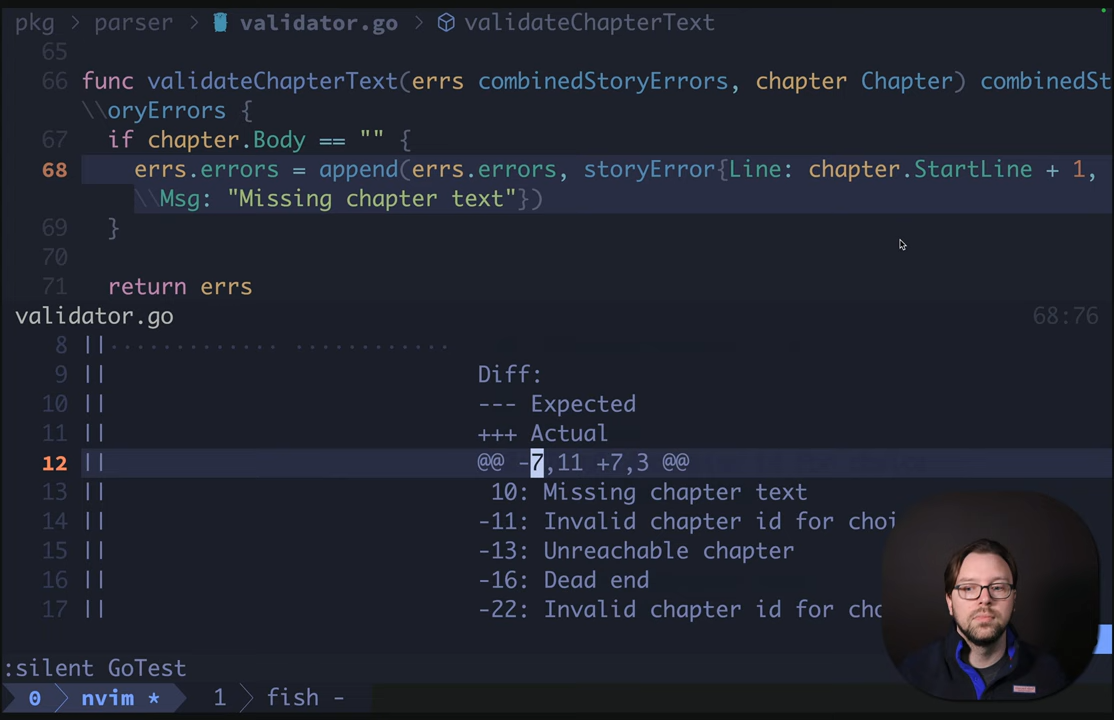 pkg > parser > validator.go > validateChapterText
65
66 func validateChapterText(errs combinedStoryErrors, chapter Chapter) combinedSt
\\oryErrors {
67 if chapter.Body == "" {
68 errs.errors = append(errs.errors, storyError{Line: chapter.StartLine + 1,
\\Msg: "Missing chapter text"})
69 }
70
71 return errs
validator.go 68:76
8 ||
9 || Diff:
10 || --- Expected
11 || +++ Actual
12 || @@ -7,11 +7,3 @@
13 || 10: Missing chapter text
14 || -11: Invalid chapter id for choi
15 || -13: Unreachable chapter
16 || -16: Dead end
17 || -22: Invalid chapter id for cho
:silent GoTest
0 nvim * 1 fish -